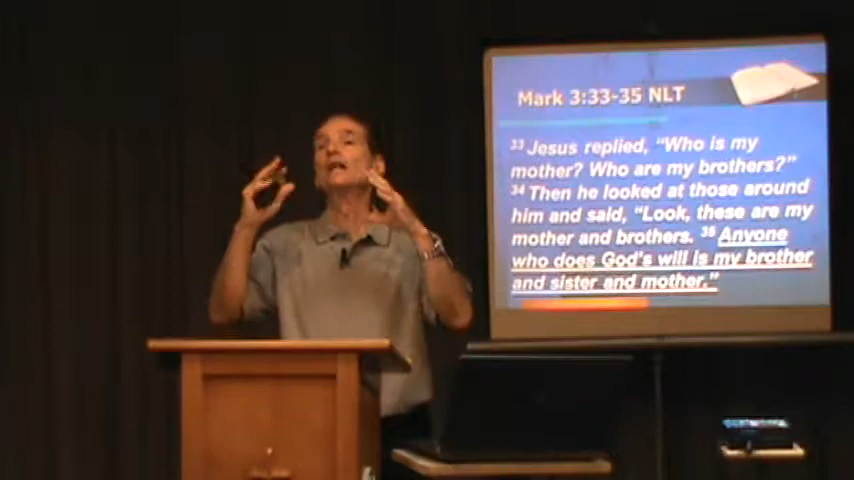 Mark 3:33-35 NLT
33 Jesus replied, “Who is my
mother? Who are my brothers?”
34 Then he looked at those around
him and said, “Look, these are my
mother and brothers. 35 Anyone
who does God’s will is my brother
and sister and mother.”